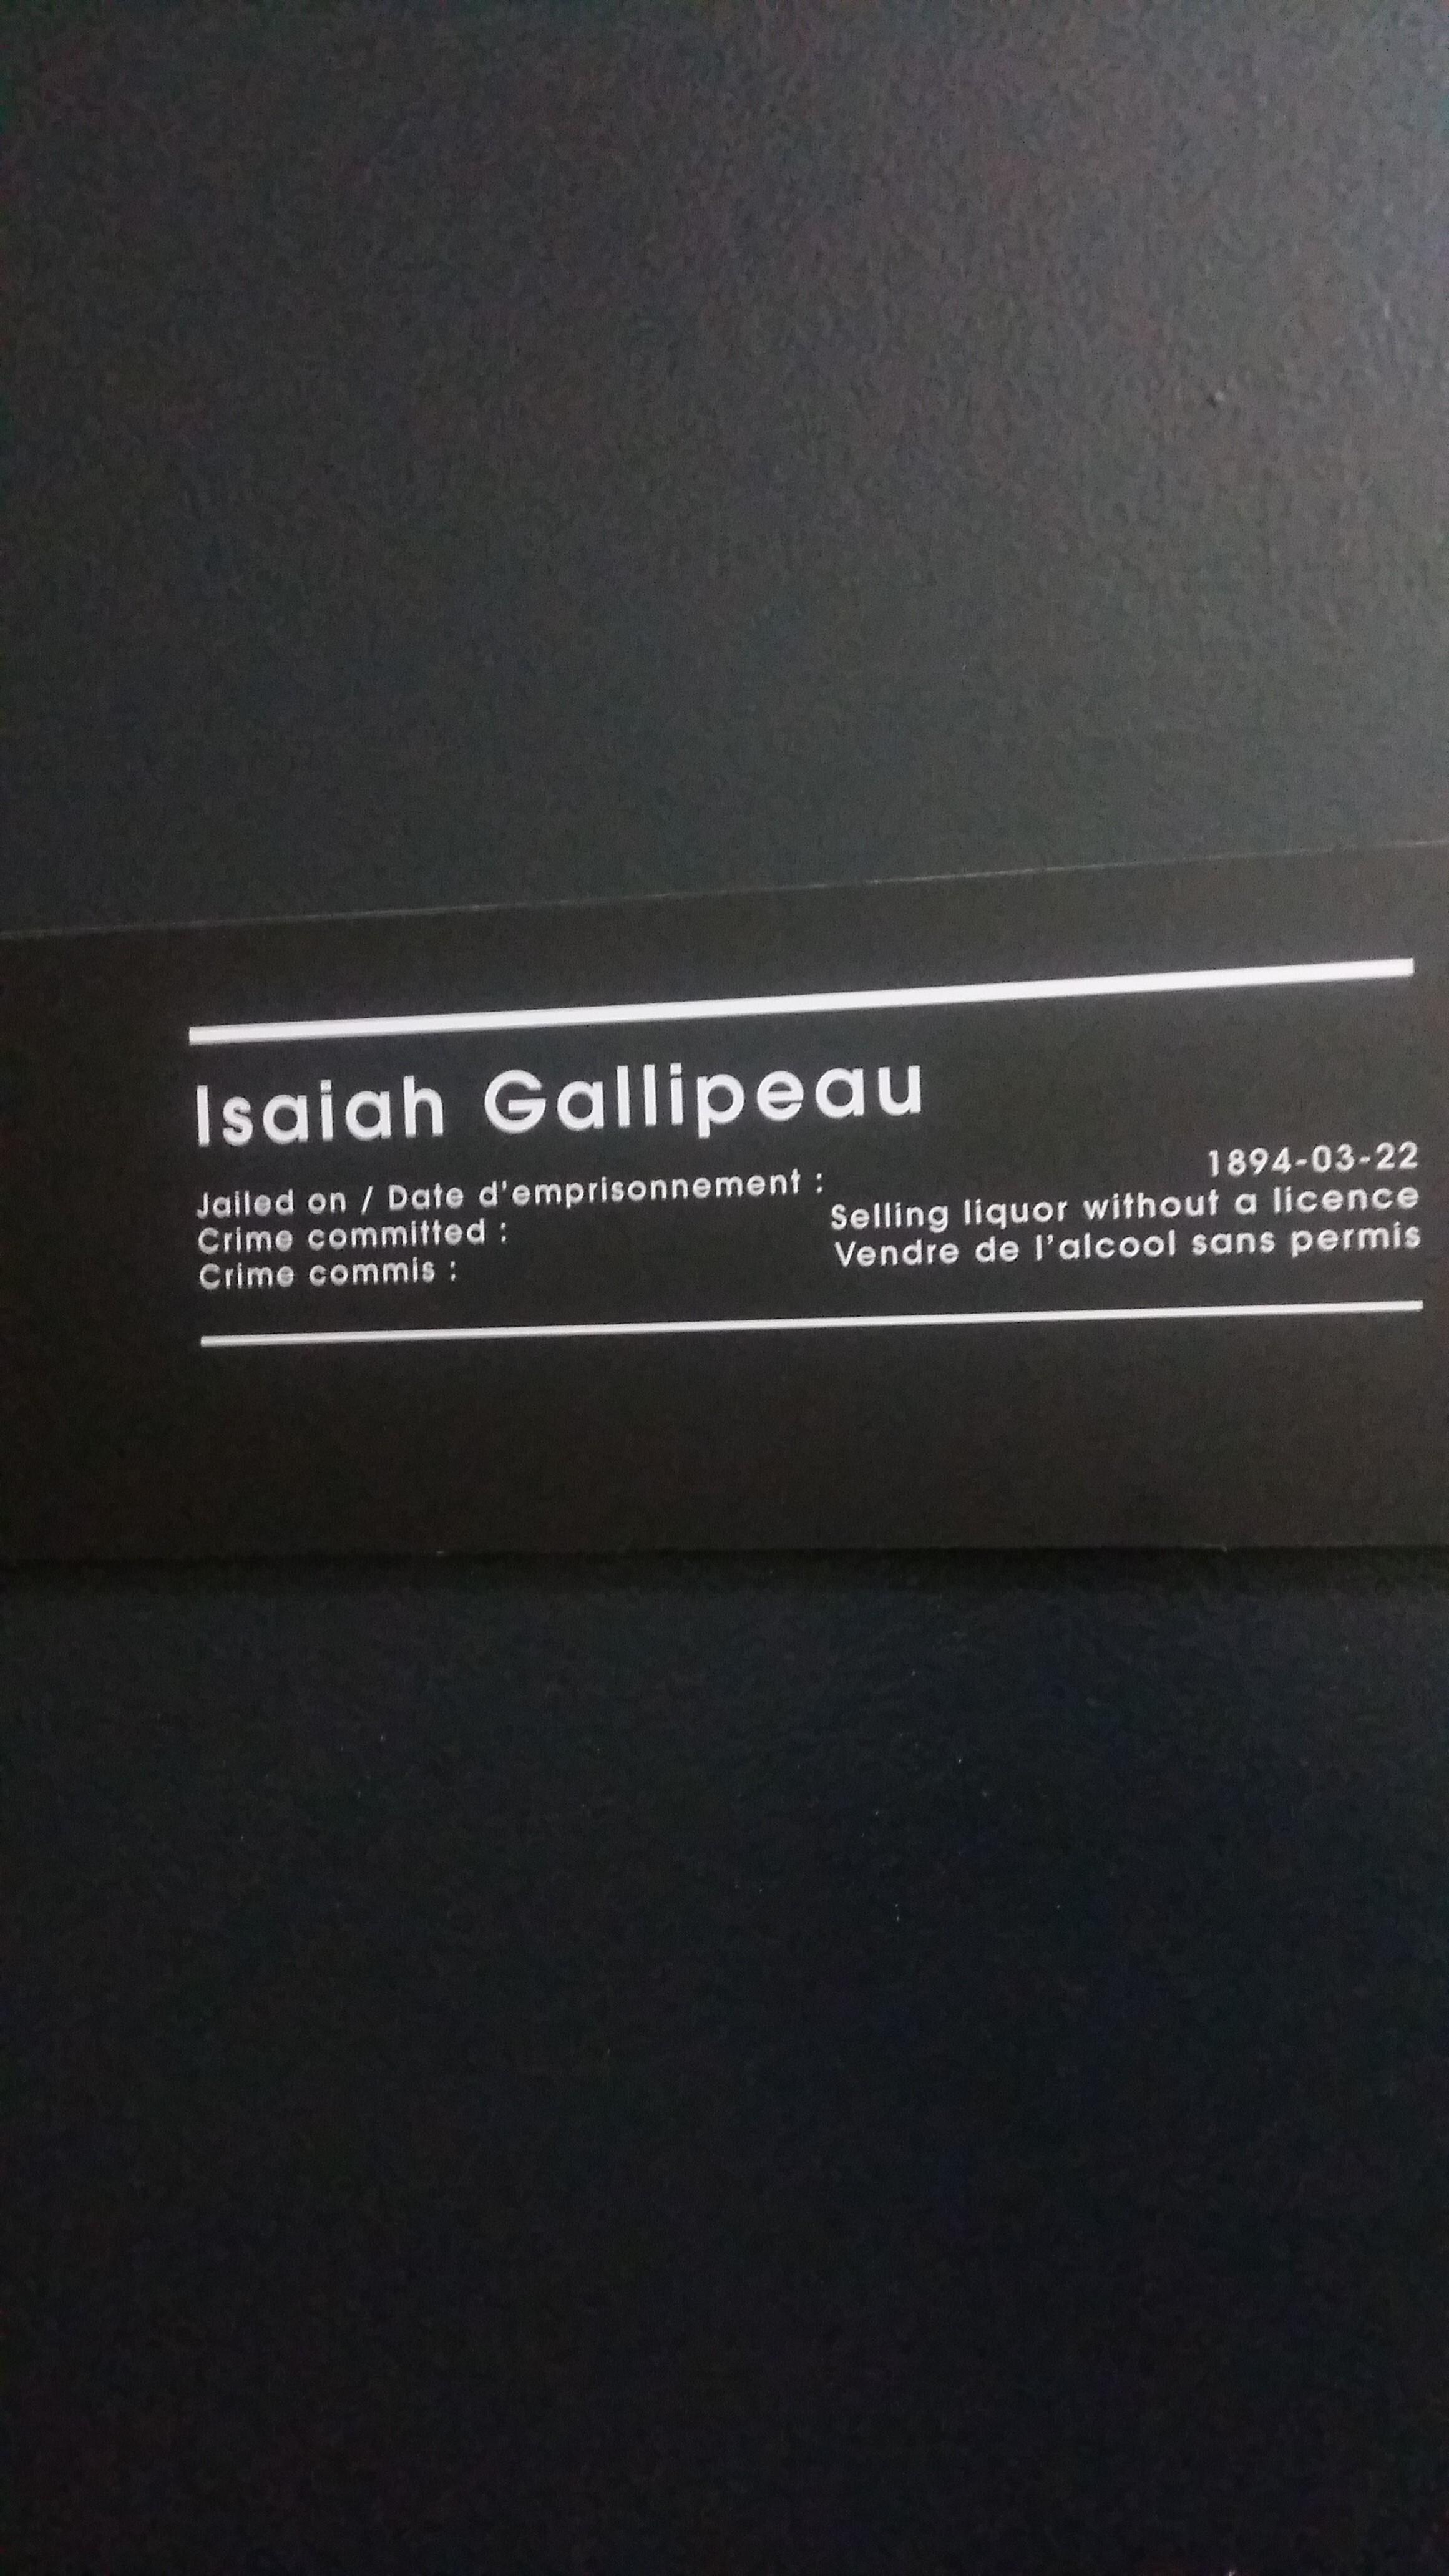 Isaiah Gallipeau
Jailed on / Date d'emprisonnement : 1894-03-22
Crime committed : Selling liquor without a licence
Crime commis : Vendre de l'alcool sans permis